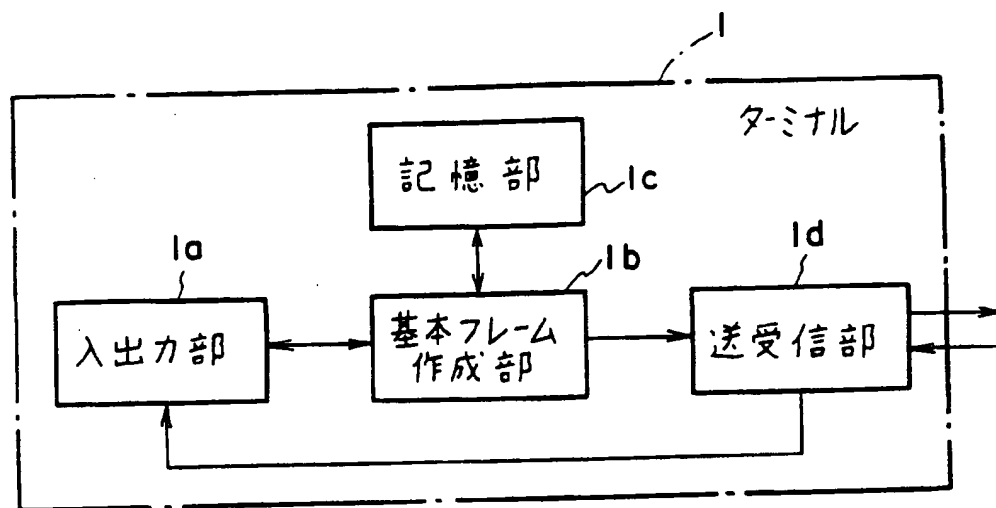 1
ターミナル
記憶部
1c
1a
1b
1d
入出力部
基本フレーム
作成部
送受信部